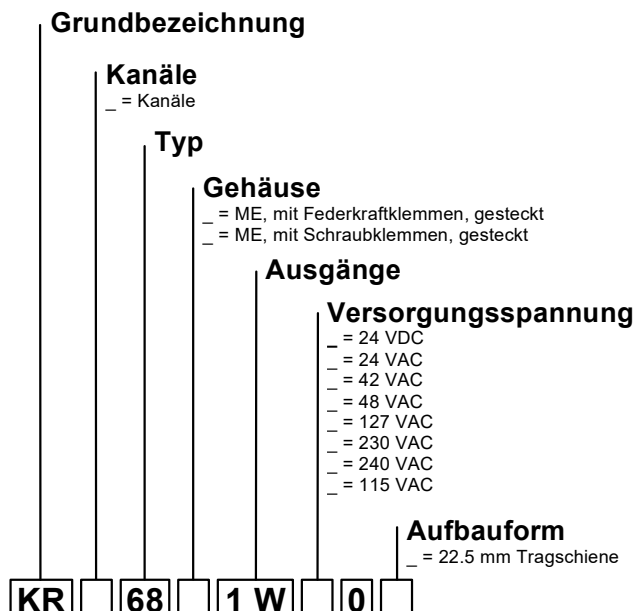 Grundbezeichnung
Kanäle
_ = Kanäle
Typ
Gehäuse
_ = ME, mit Federkraftklemmen, gesteckt
_ = ME, mit Schraubklemmen, gesteckt
Ausgänge
Versorgungsspannung
_ = 24 VDC
_ = 24 VAC
_ = 42 VAC
_ = 48 VAC
_ = 127 VAC
_ = 230 VAC
_ = 240 VAC
_ = 115 VAC
Aufbauform
_ = 22.5 mm Tragschiene
KR 68 1 W 0